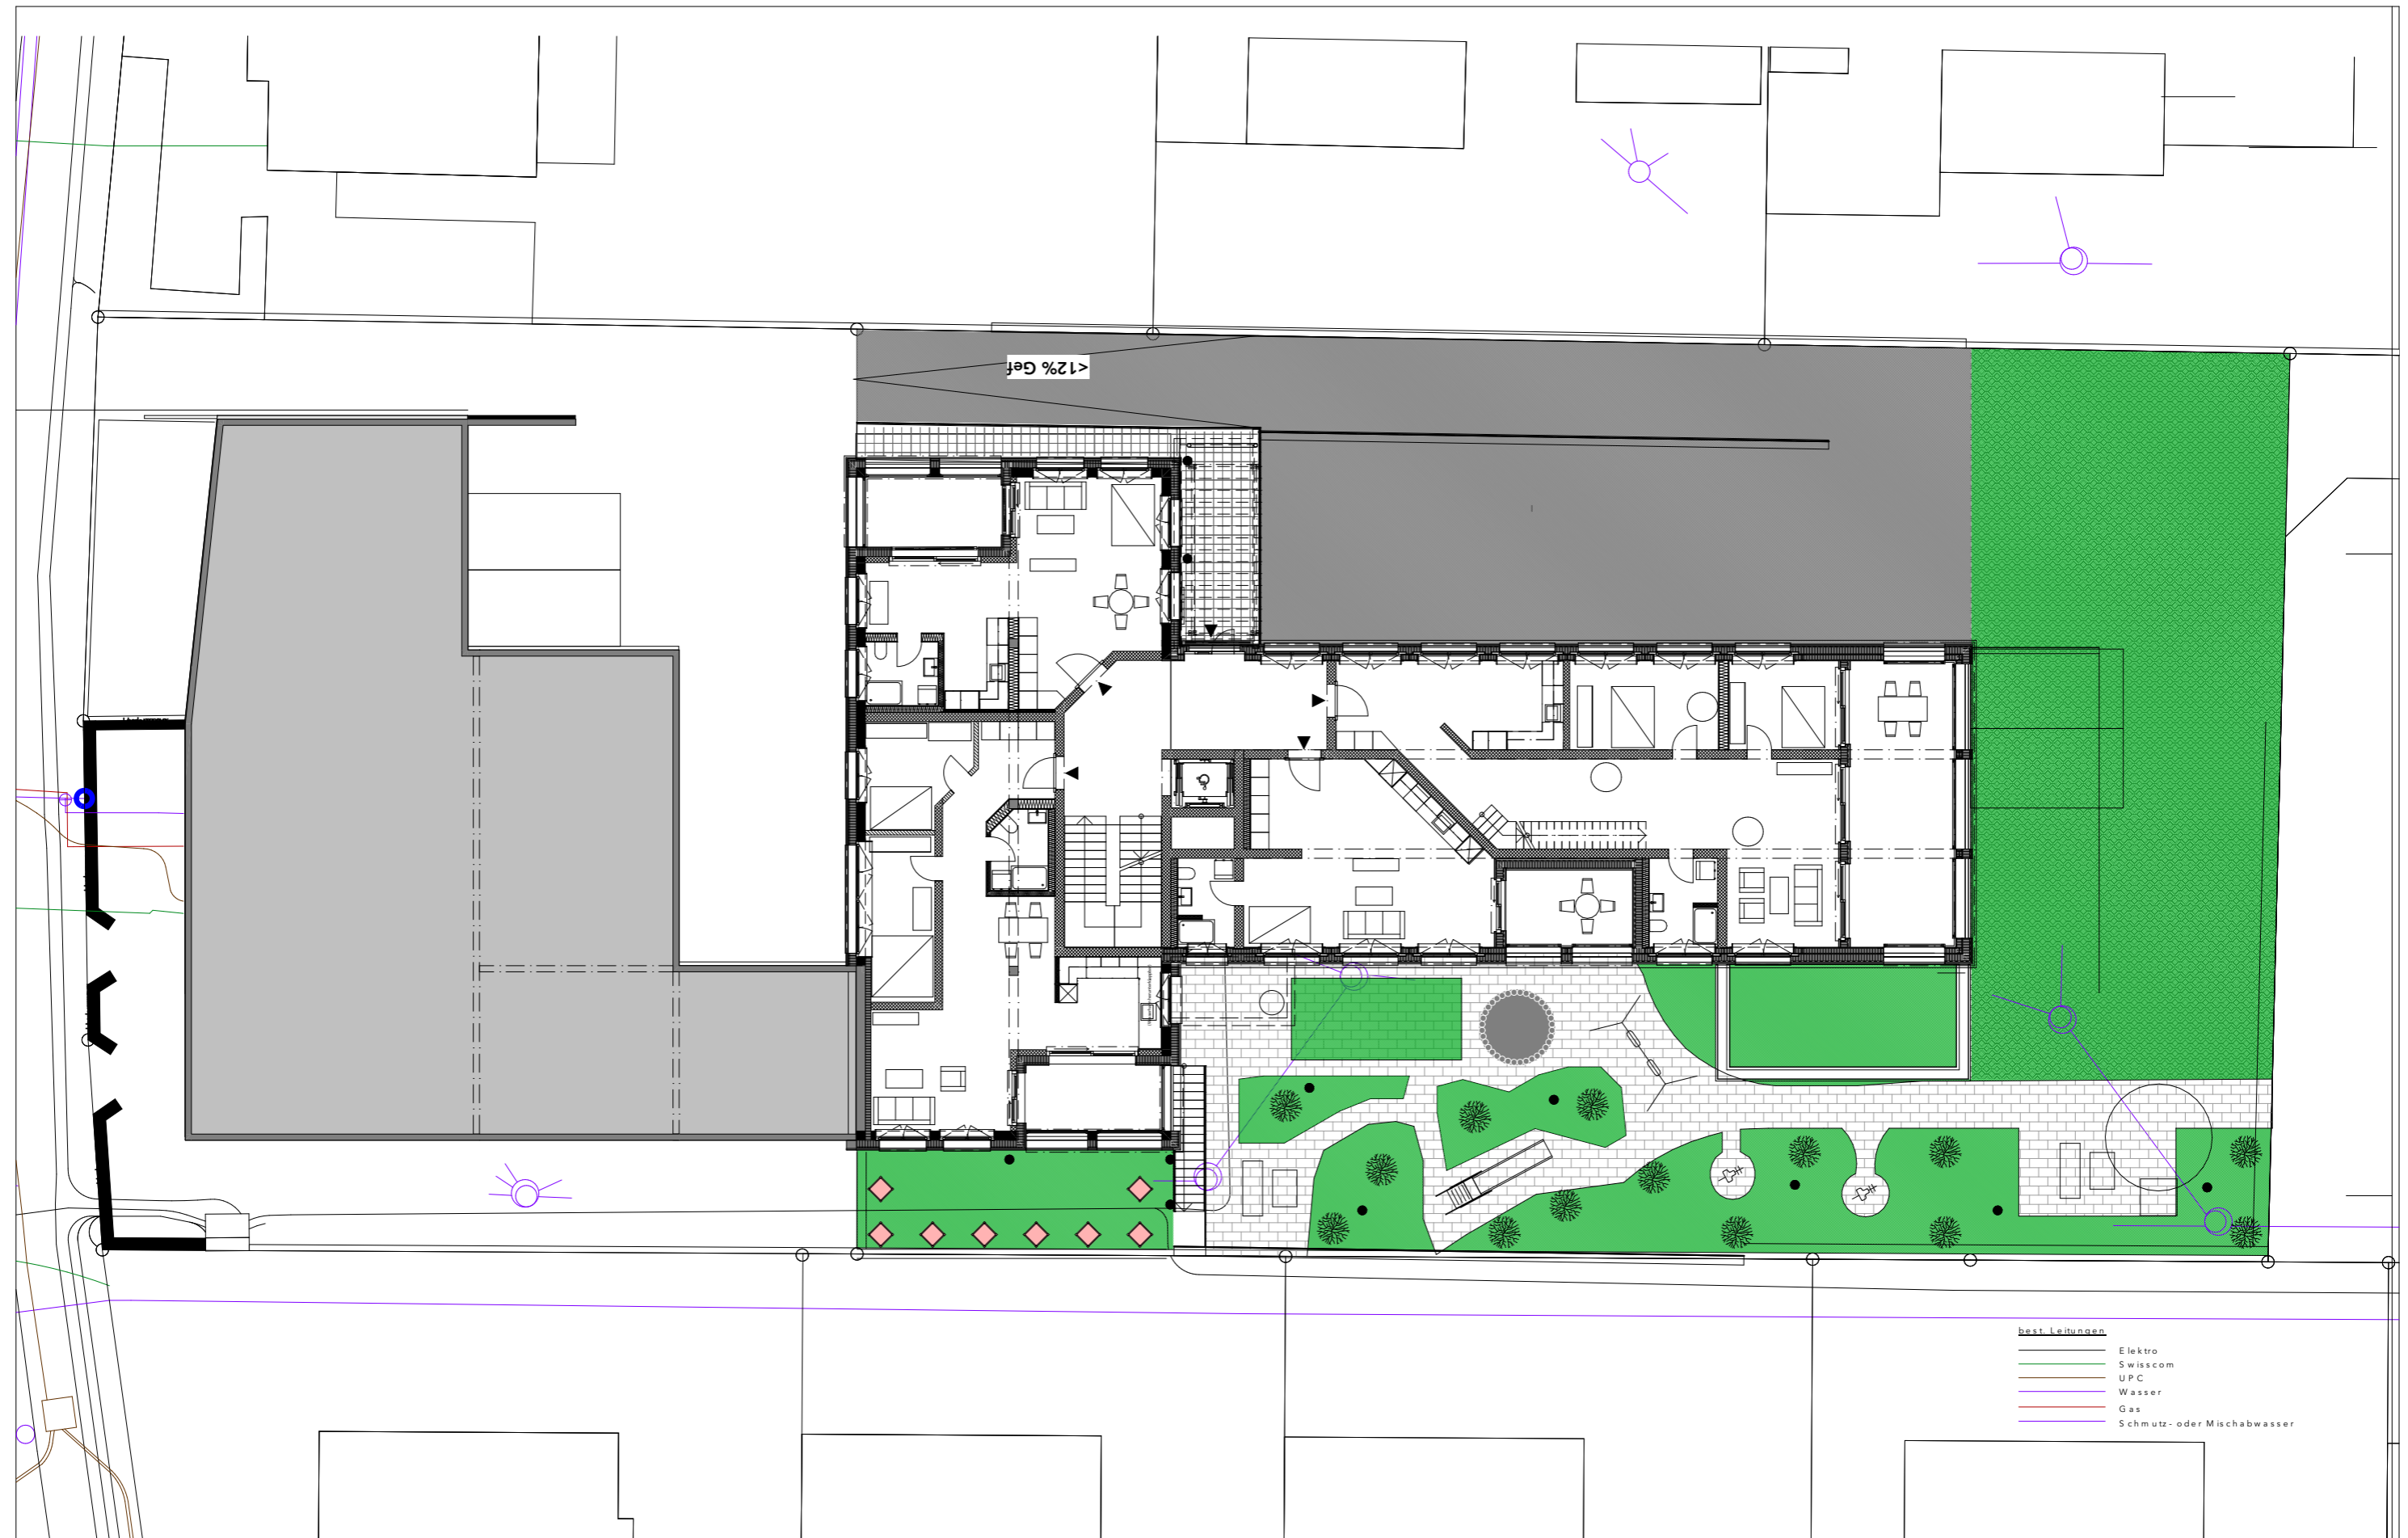 <12% Gef
best. Leitungen
Elektro
Swisscom
UPC
Wasser
Gas
Schmutz- oder Mischabwasser